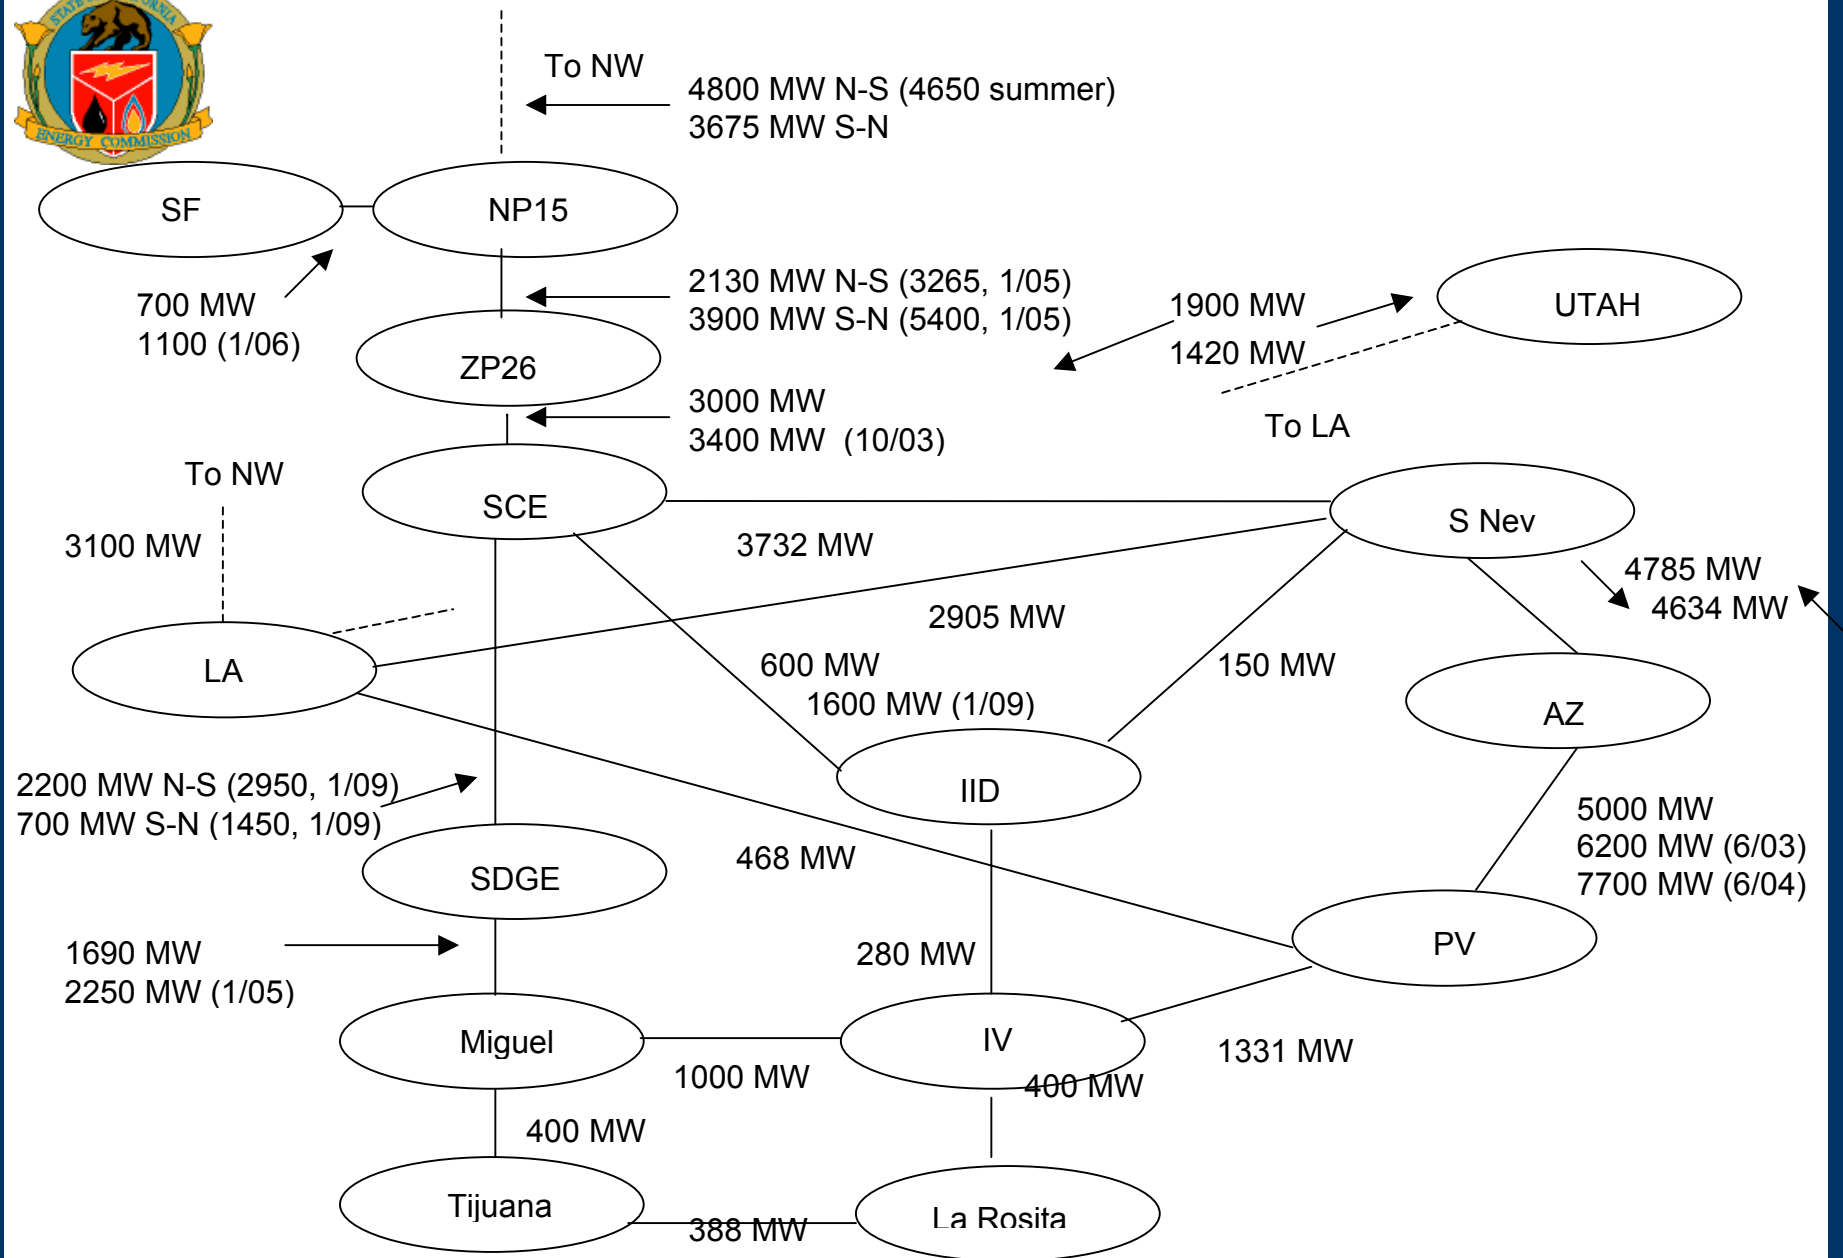 STATE OF CALIFORNIA
ENERGY COMMISSION
To NW
4800 MW N-S (4650 summer)
3675 MW S-N
SF
NP15
700 MW
1100 (1/06)
2130 MW N-S (3265, 1/05)
3900 MW S-N (5400, 1/05)
1900 MW
1420 MW
UTAH
ZP26
3000 MW
3400 MW (10/03)
To LA
To NW
3100 MW
SCE
S Nev
3732 MW
4785 MW
4634 MW
2905 MW
LA
600 MW
1600 MW (1/09)
150 MW
AZ
2200 MW N-S (2950, 1/09)
700 MW S-N (1450, 1/09)
IID
5000 MW
6200 MW (6/03)
7700 MW (6/04)
468 MW
SDGE
1690 MW
2250 MW (1/05)
280 MW
PV
Miguel
IV
1331 MW
1000 MW
400 MW
400 MW
Tijuana
388 MW
La Rosita